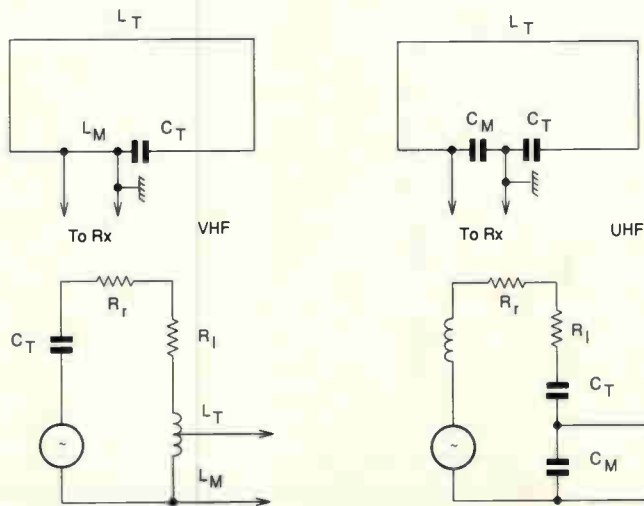 L_T
L_M
C_T
To Rx
VHF
R_r
C_T
R_l
L_T
L_M
L_T
C_M
C_T
To Rx
UHF
R_r
R_l
C_T
~
C_M
~